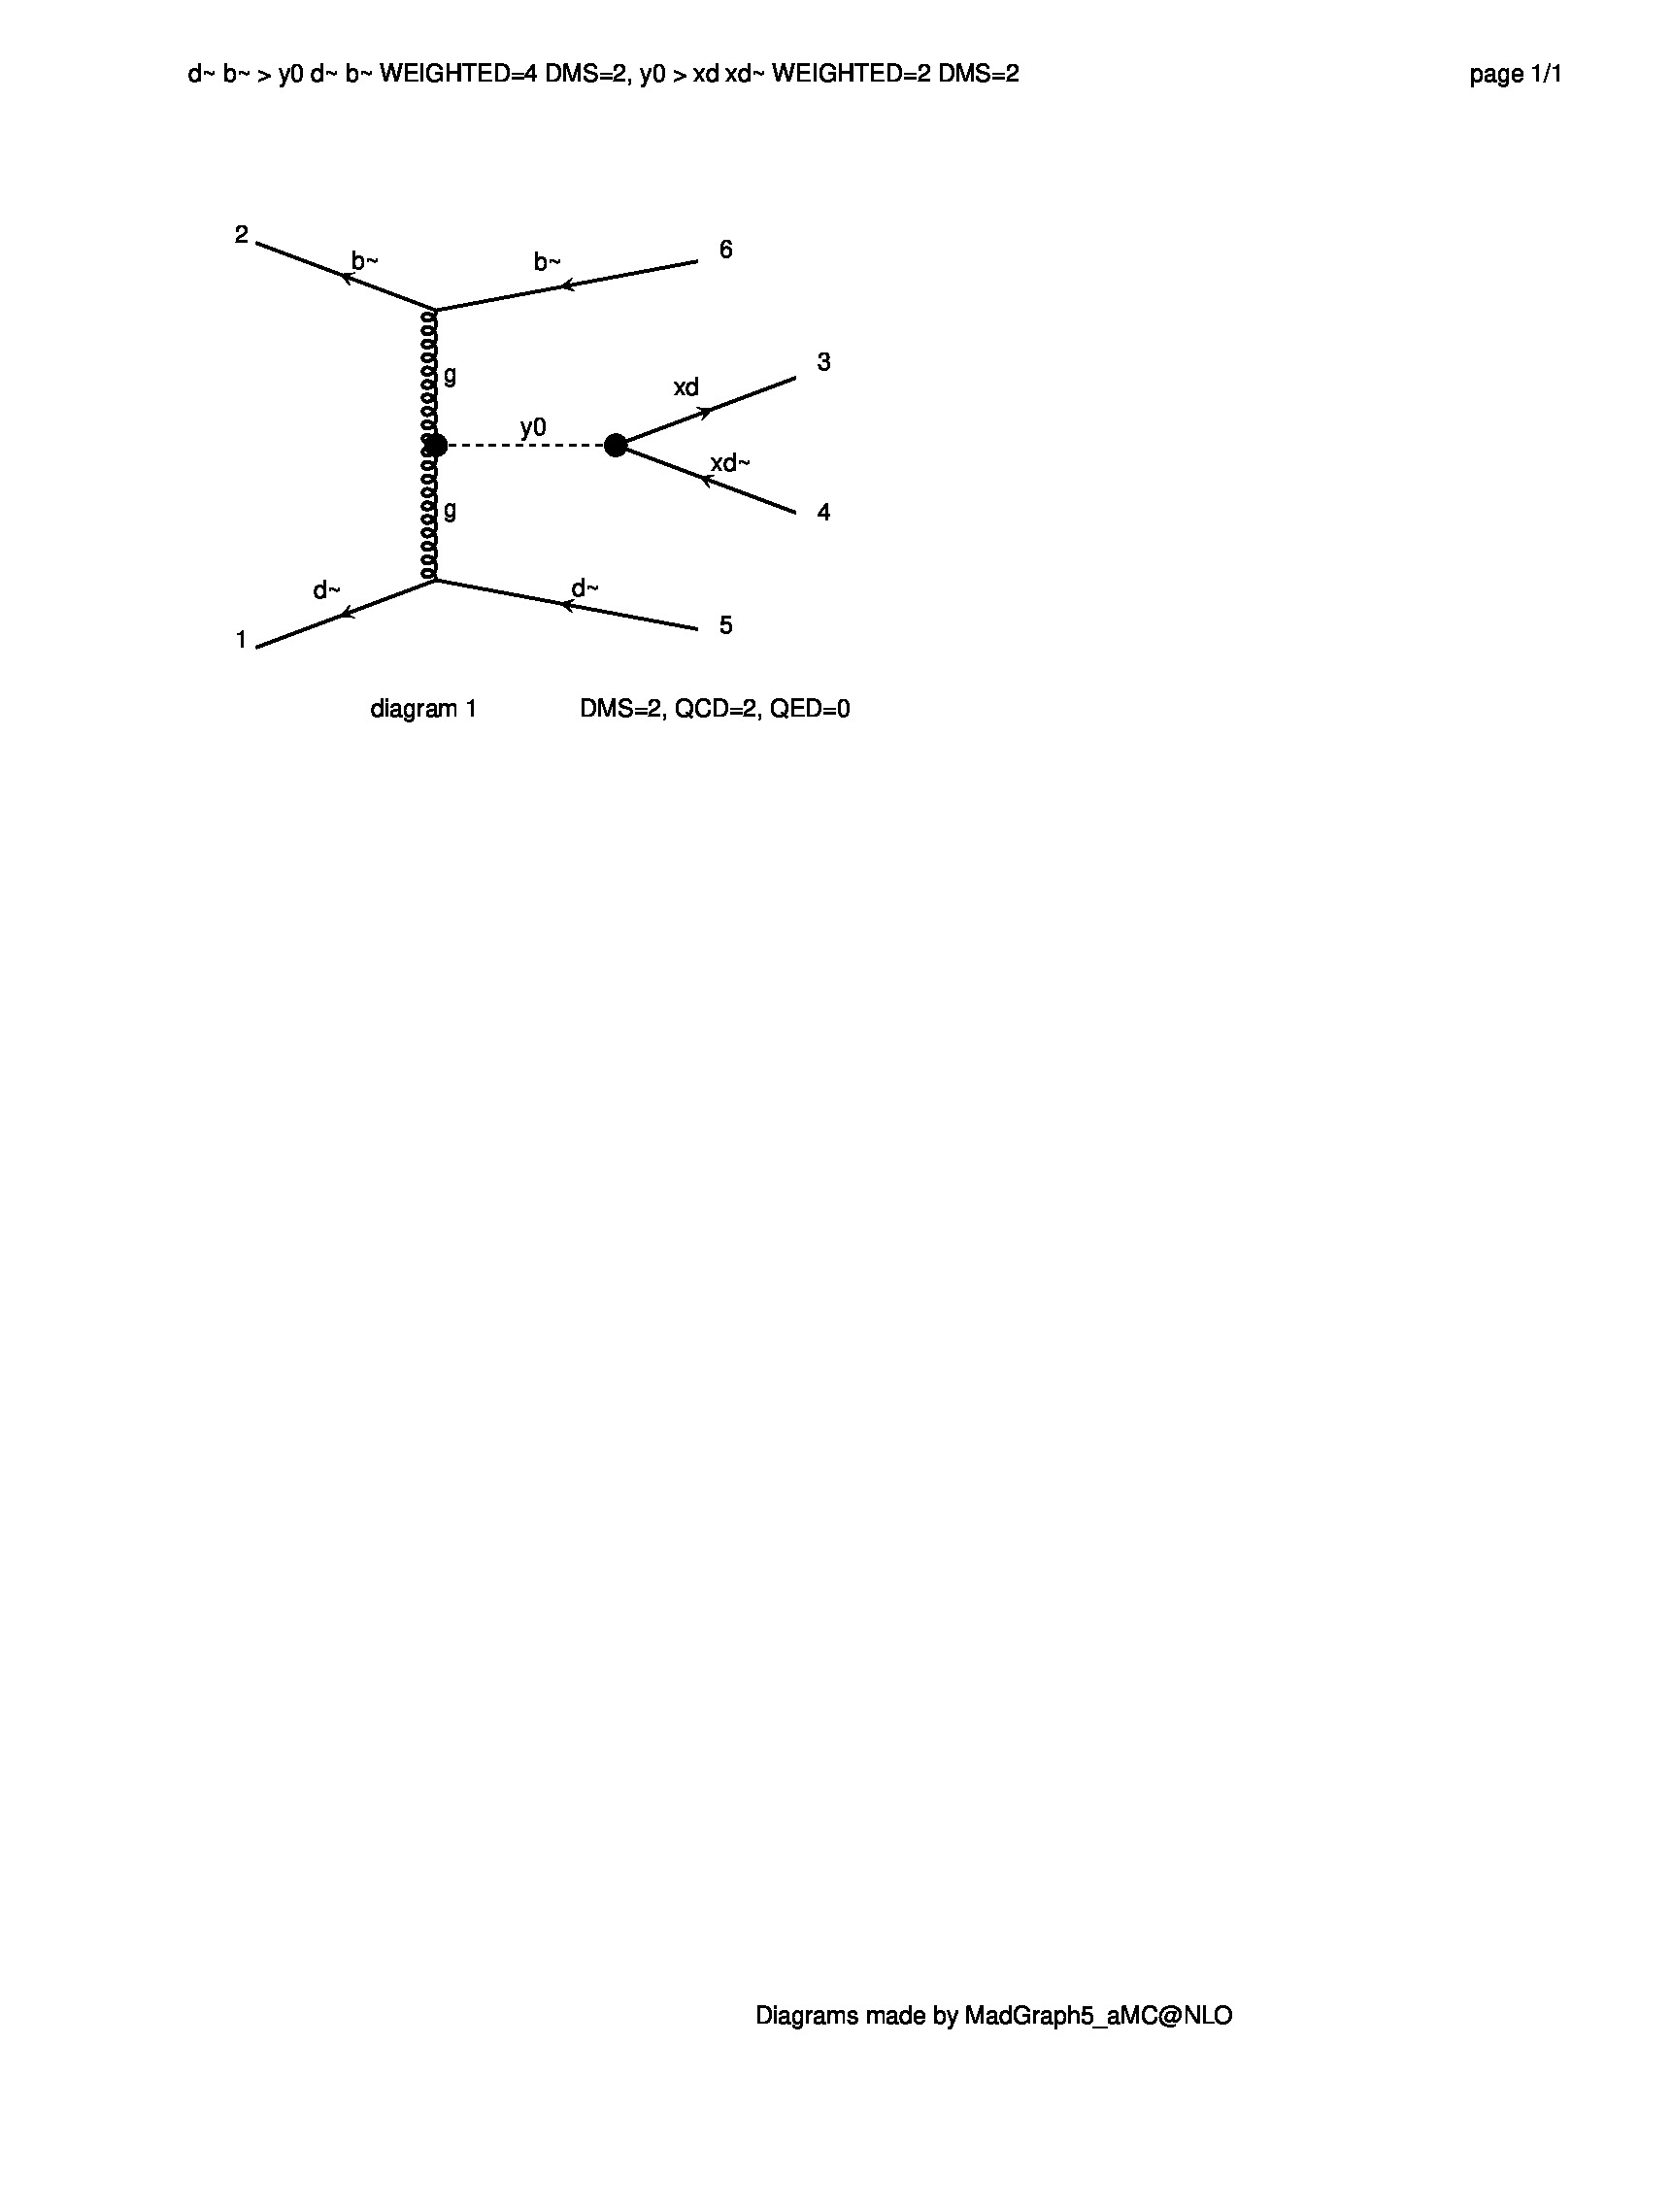 d~ b~ > y0 d~ b~ WEIGHTED=4 DMS=2, y0 > xd xd~ WEIGHTED=2 DMS=2 page 1/1
2
b~
b~
6
g
xd
3
y0
xd~
g
4
d~
d~
1
5
diagram 1 DMS=2, QCD=2, QED=0
Diagrams made by MadGraph5_aMC@NLO